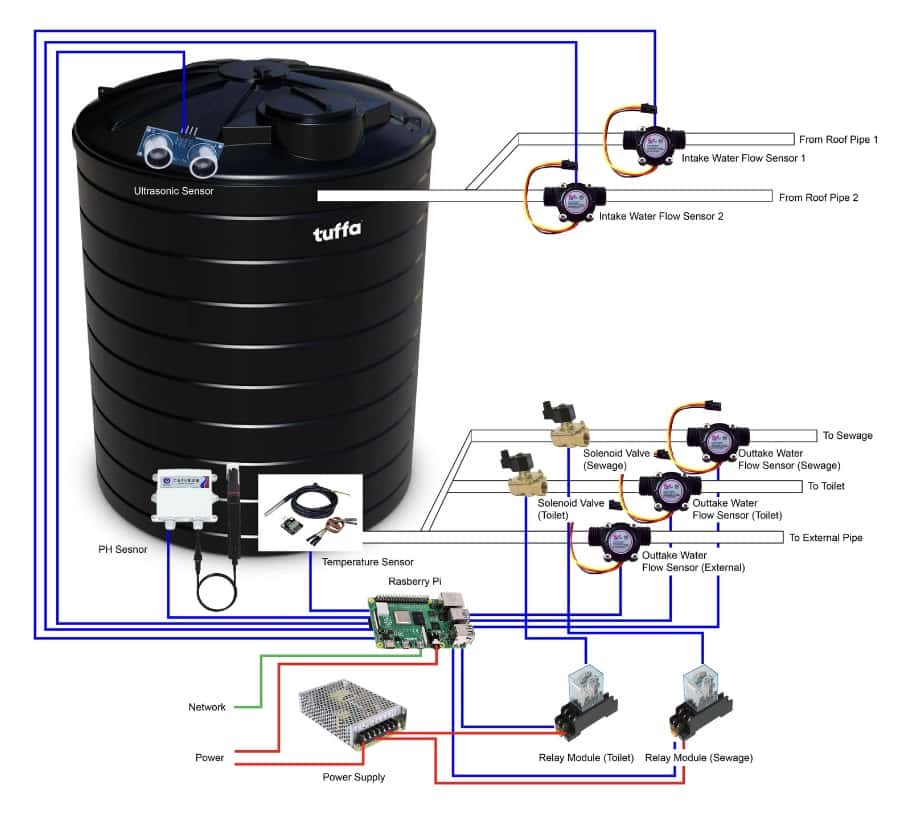 From Roof Pipe 1
Intake Water Flow Sensor 1
Ultrasonic Sensor
From Roof Pipe 2
Intake Water Flow Sensor 2
tuffa
To Sewage
Solenoid Valve
(Sewage)
Outtake Water
Flow Sensor (Sewage)
To Toilet
Solenoid Valve
(Toilet)
Outtake Water
Flow Sensor (Toilet)
To External Pipe
PH Sesnor
Temperature Sensor
Outtake Water
Flow Sensor (External)
Rasberry Pi
Network
Power
Power Supply
Relay Module (Toilet)
Relay Module (Sewage)